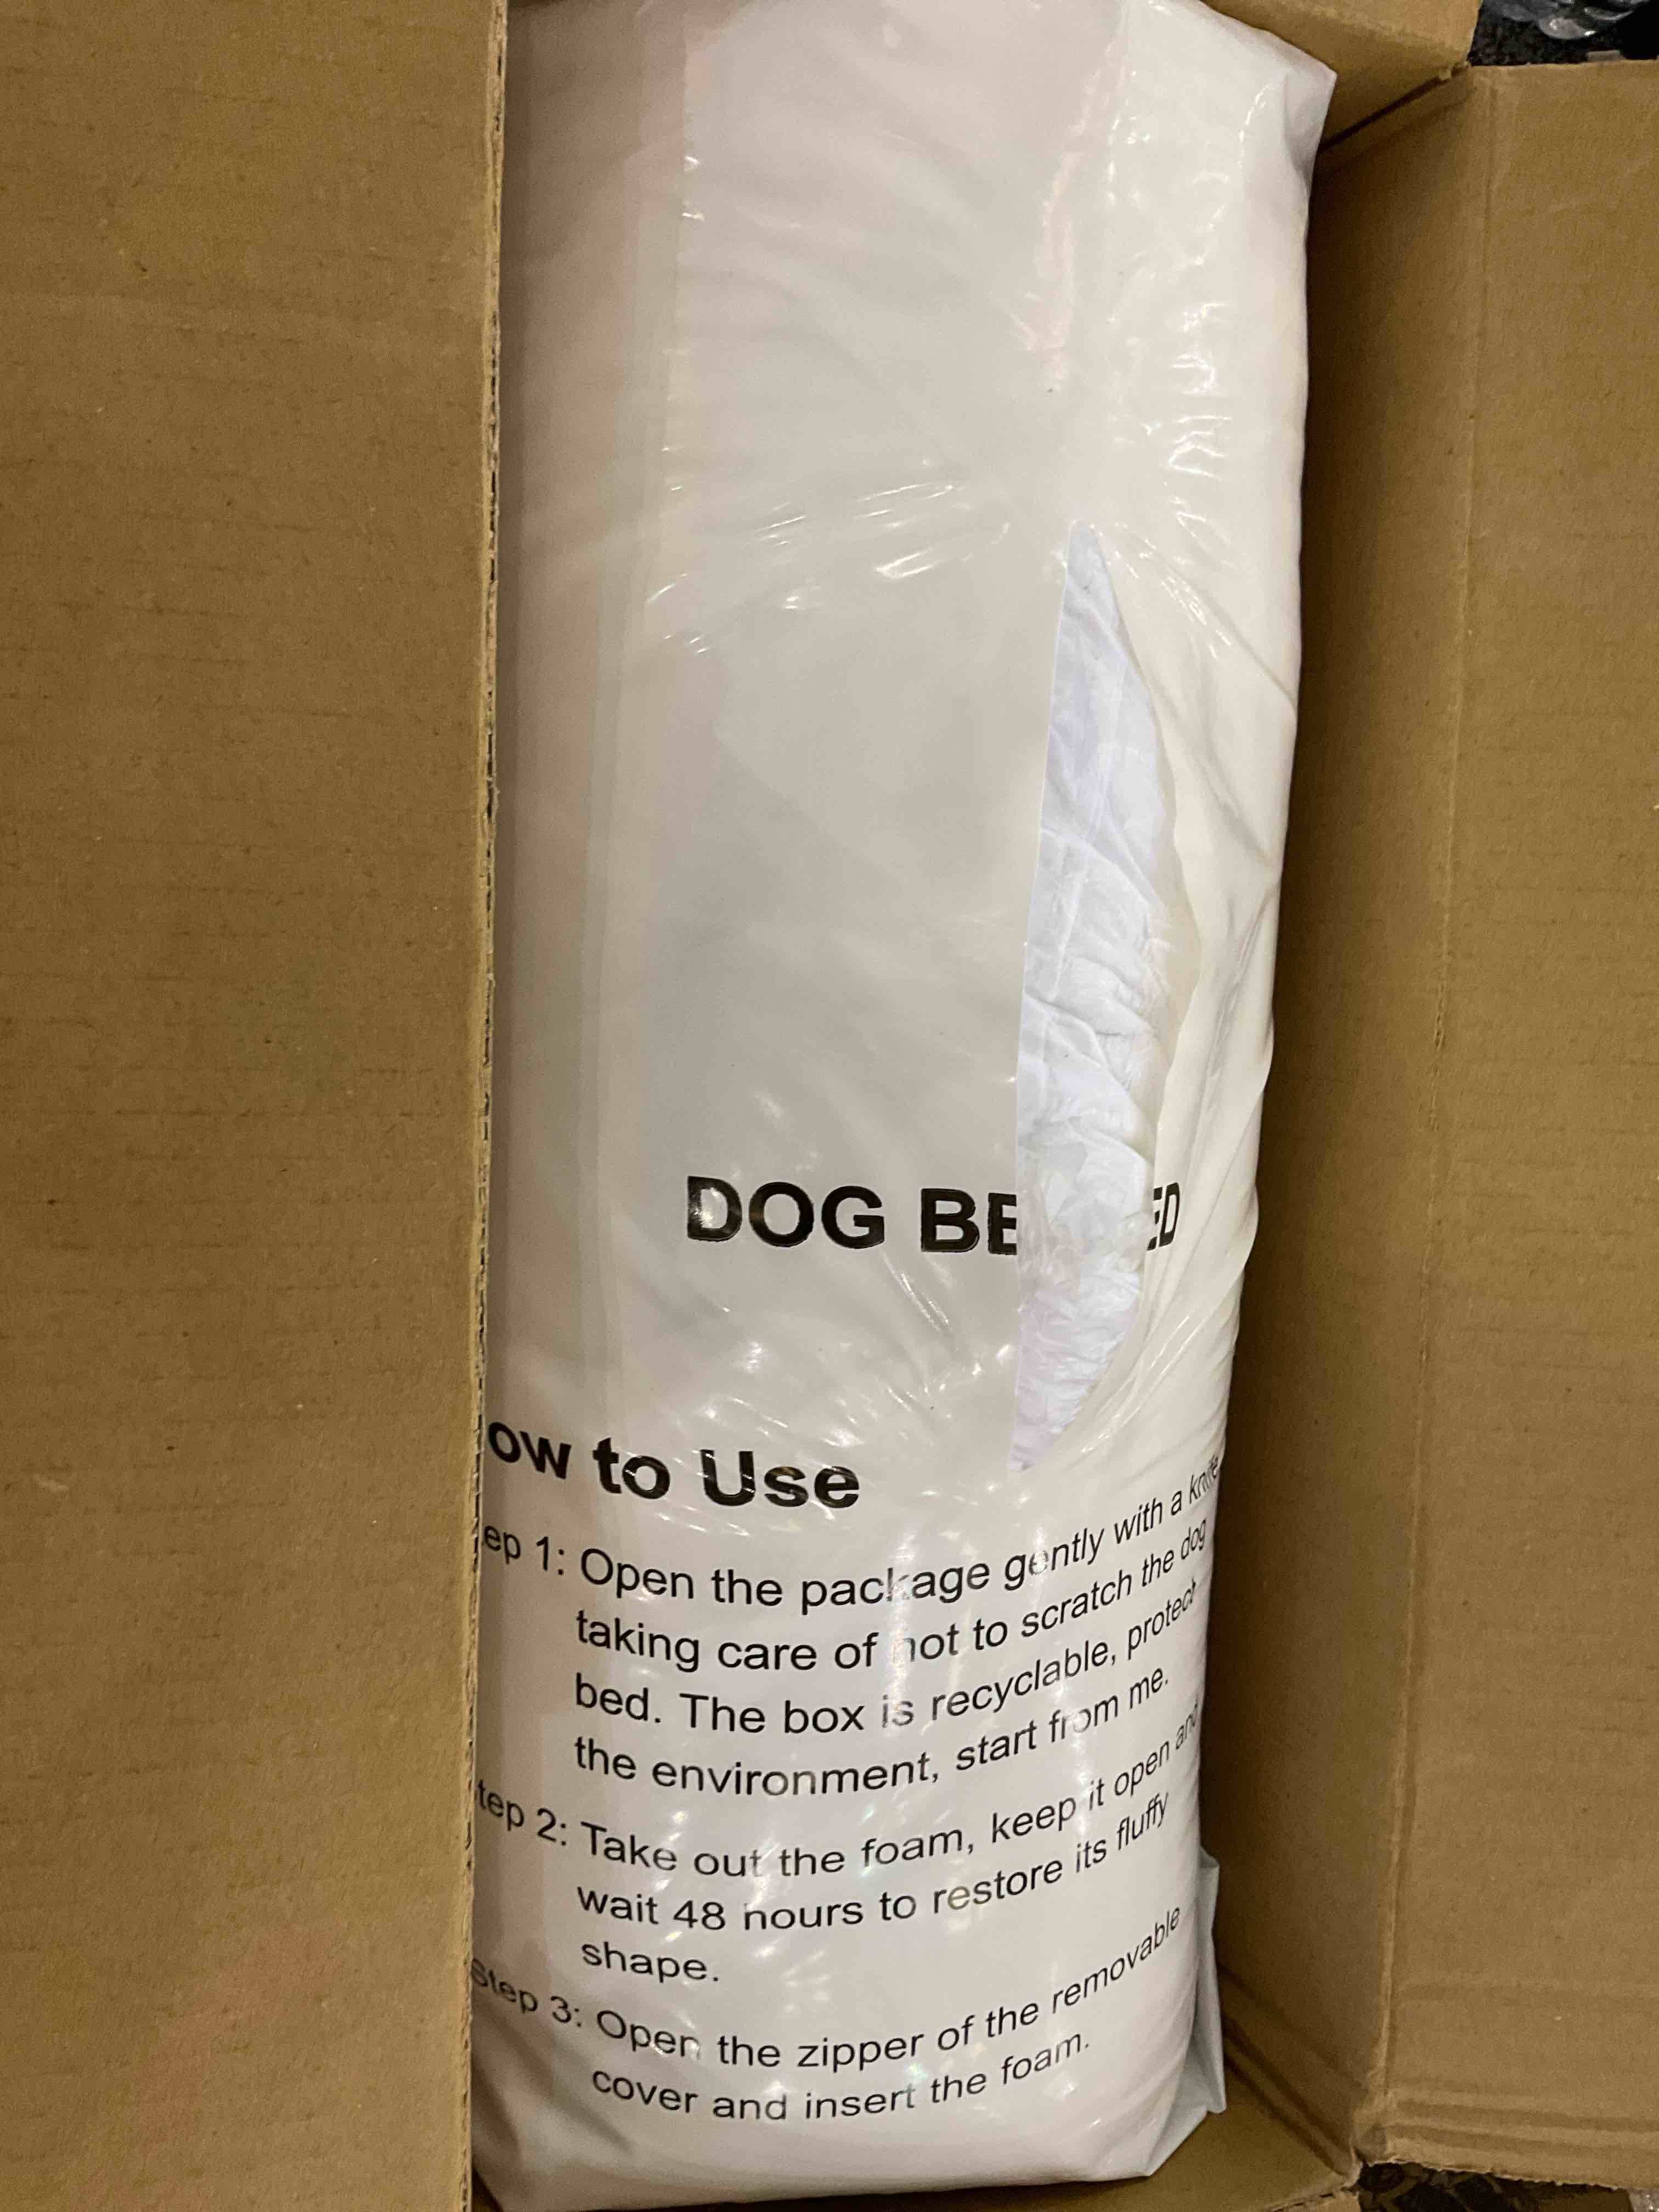 DOG BE ED
ow to Use
ep 1: Open the package gently with a knife
taking care of not to scratch the dog
bed. The box is recyclable, protect
the environment, start from me.
tep 2: Take out the foam, keep it open and
wait 48 hours to restore its fluffy
shape.
Step 3: Open the zipper of the removable
cover and insert the foam.